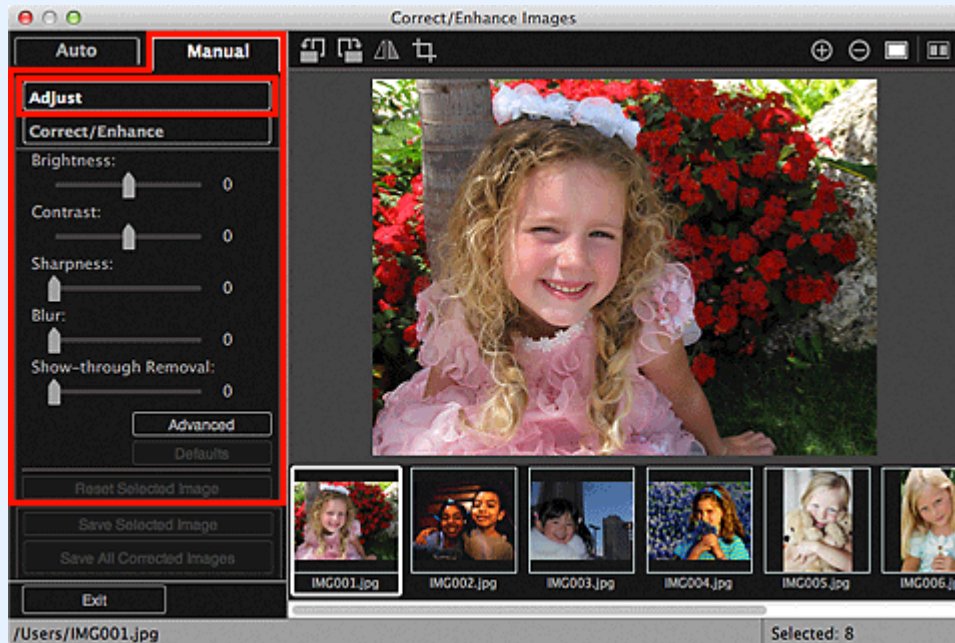 Correct/Enhance Images
Auto
Manual
Adjust
Correct/Enhance
Brightness:
0
Contrast:
0
Sharpness:
0
Blur:
0
Show-through Removal:
0
Advanced
Defaults
Reset Selected Image
Save Selected Image
Save All Corrected Images
Exit
IMG001.jpg
IMG002.jpg
IMG003.jpg
IMG004.jpg
IMG005.jpg
/Users/IMG001.jpg
Selected: 8